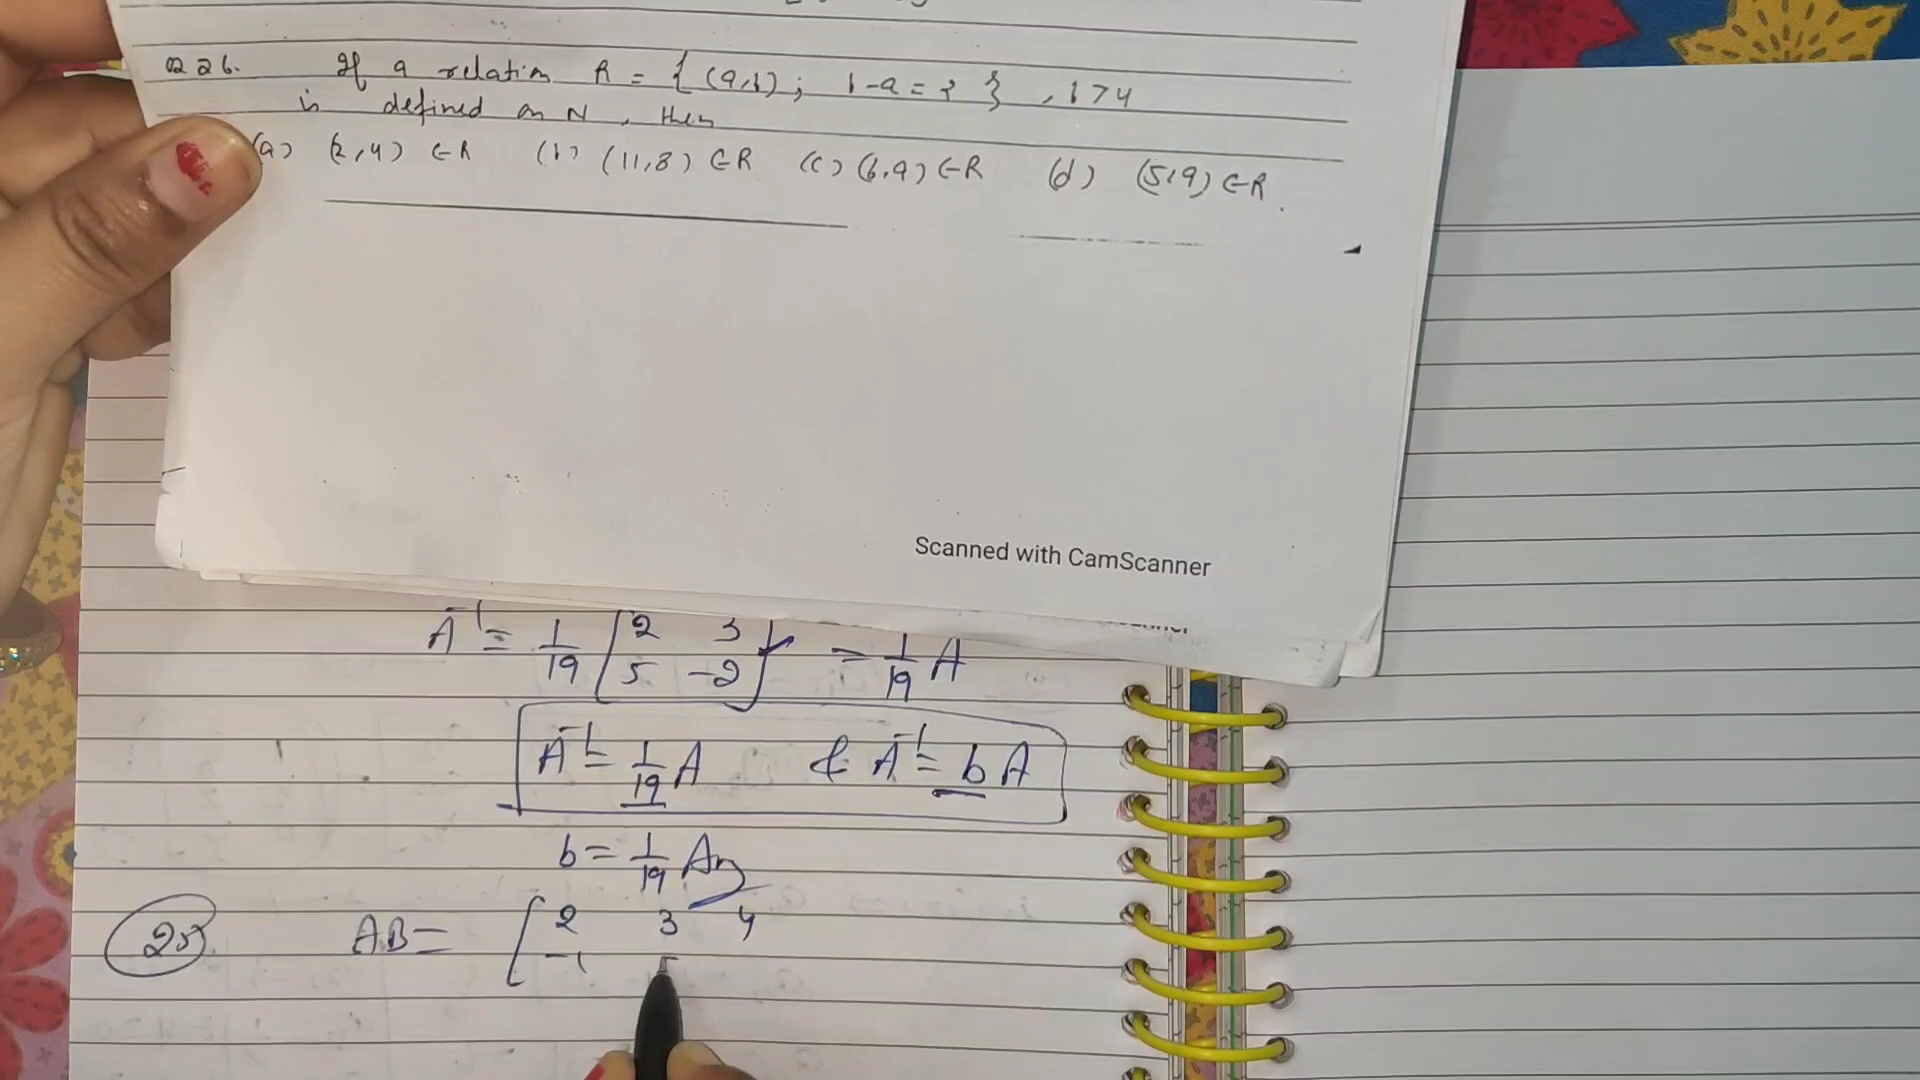 Q 26. If a relation R = { (a,b) ; b-a = 3 } , b > 4
is defined on N, then
(a) (2,4) ∈ R (b) (11,8) ∈ R (c) (6,9) ∈ R (d) (5,9) ∈ R.
Scanned with CamScanner
A⁻¹ = 1/19 [2 3
5 -2] = 1/19 A
A⁻¹ = 1/19 A & A⁻¹ = b A
b = 1/19 Ans
25 AB = [2 3 4
-1